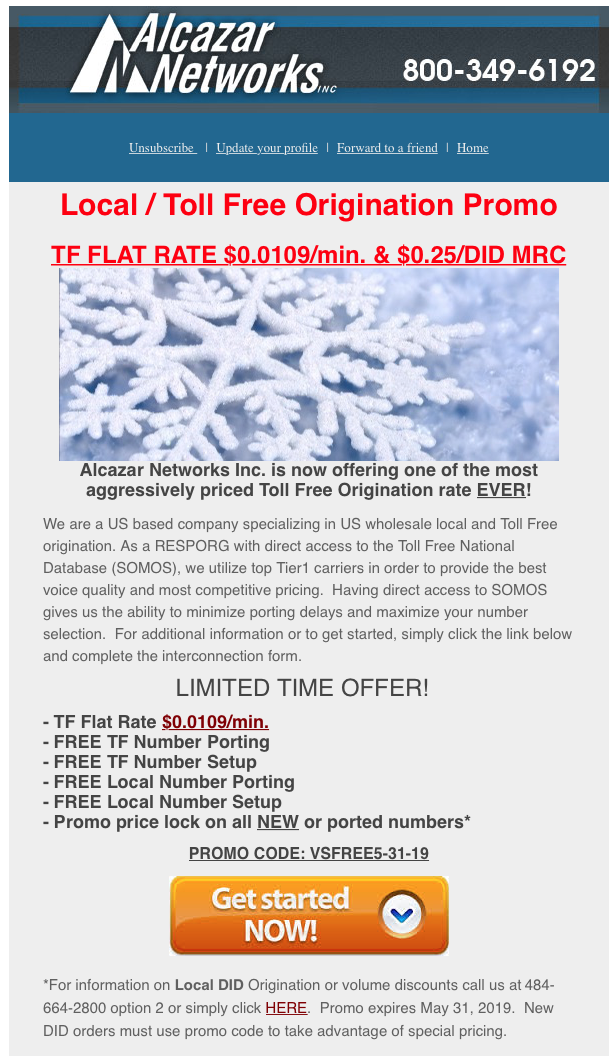 Alcazar
Networks INC
800-349-6192
Unsubscribe | Update your profile | Forward to a friend | Home
Local / Toll Free Origination Promo
TF FLAT RATE $0.0109/min. & $0.25/DID MRC
Alcazar Networks Inc. is now offering one of the most
aggressively priced Toll Free Origination rate EVER!
We are a US based company specializing in US wholesale local and Toll Free
origination. As a RESPORG with direct access to the Toll Free National
Database (SOMOS), we utilize top Tier1 carriers in order to provide the best
voice quality and most competitive pricing.  Having direct access to SOMOS
gives us the ability to minimize porting delays and maximize your number
selection.  For additional information or to get started, simply click the link below
and complete the interconnection form.
LIMITED TIME OFFER!
- TF Flat Rate $0.0109/min.
- FREE TF Number Porting
- FREE TF Number Setup
- FREE Local Number Porting
- FREE Local Number Setup
- Promo price lock on all NEW or ported numbers*
PROMO CODE: VSFREE5-31-19
Get started
NOW!
*For information on Local DID Origination or volume discounts call us at 484-
664-2800 option 2 or simply click HERE.  Promo expires May 31, 2019.  New
DID orders must use promo code to take advantage of special pricing.